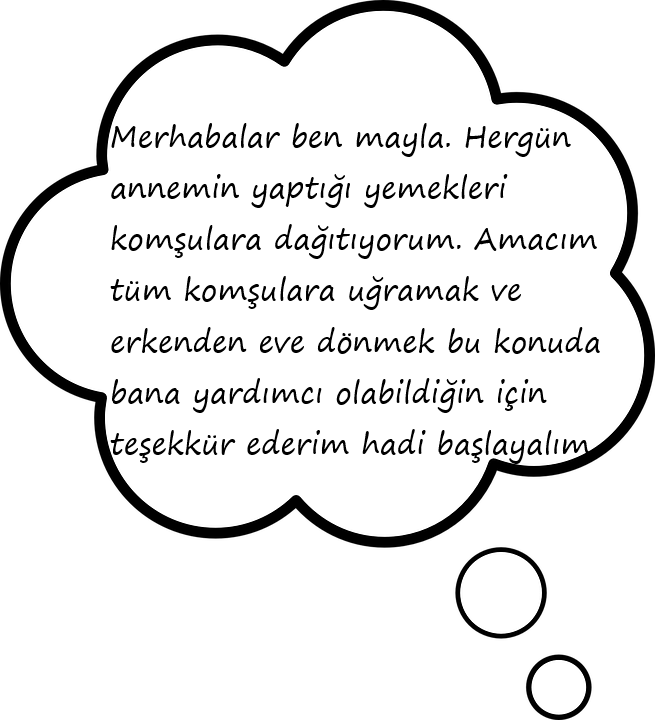 Merhabalar ben mayla. Hergün
annemin yaptığı yemekleri
komşulara dağıtıyorum. Amacım
tüm komşulara uğramak ve
erkenden eve dönmek bu konuda
bana yardımcı olabildiğin için
teşekkür ederim hadi başlayalım